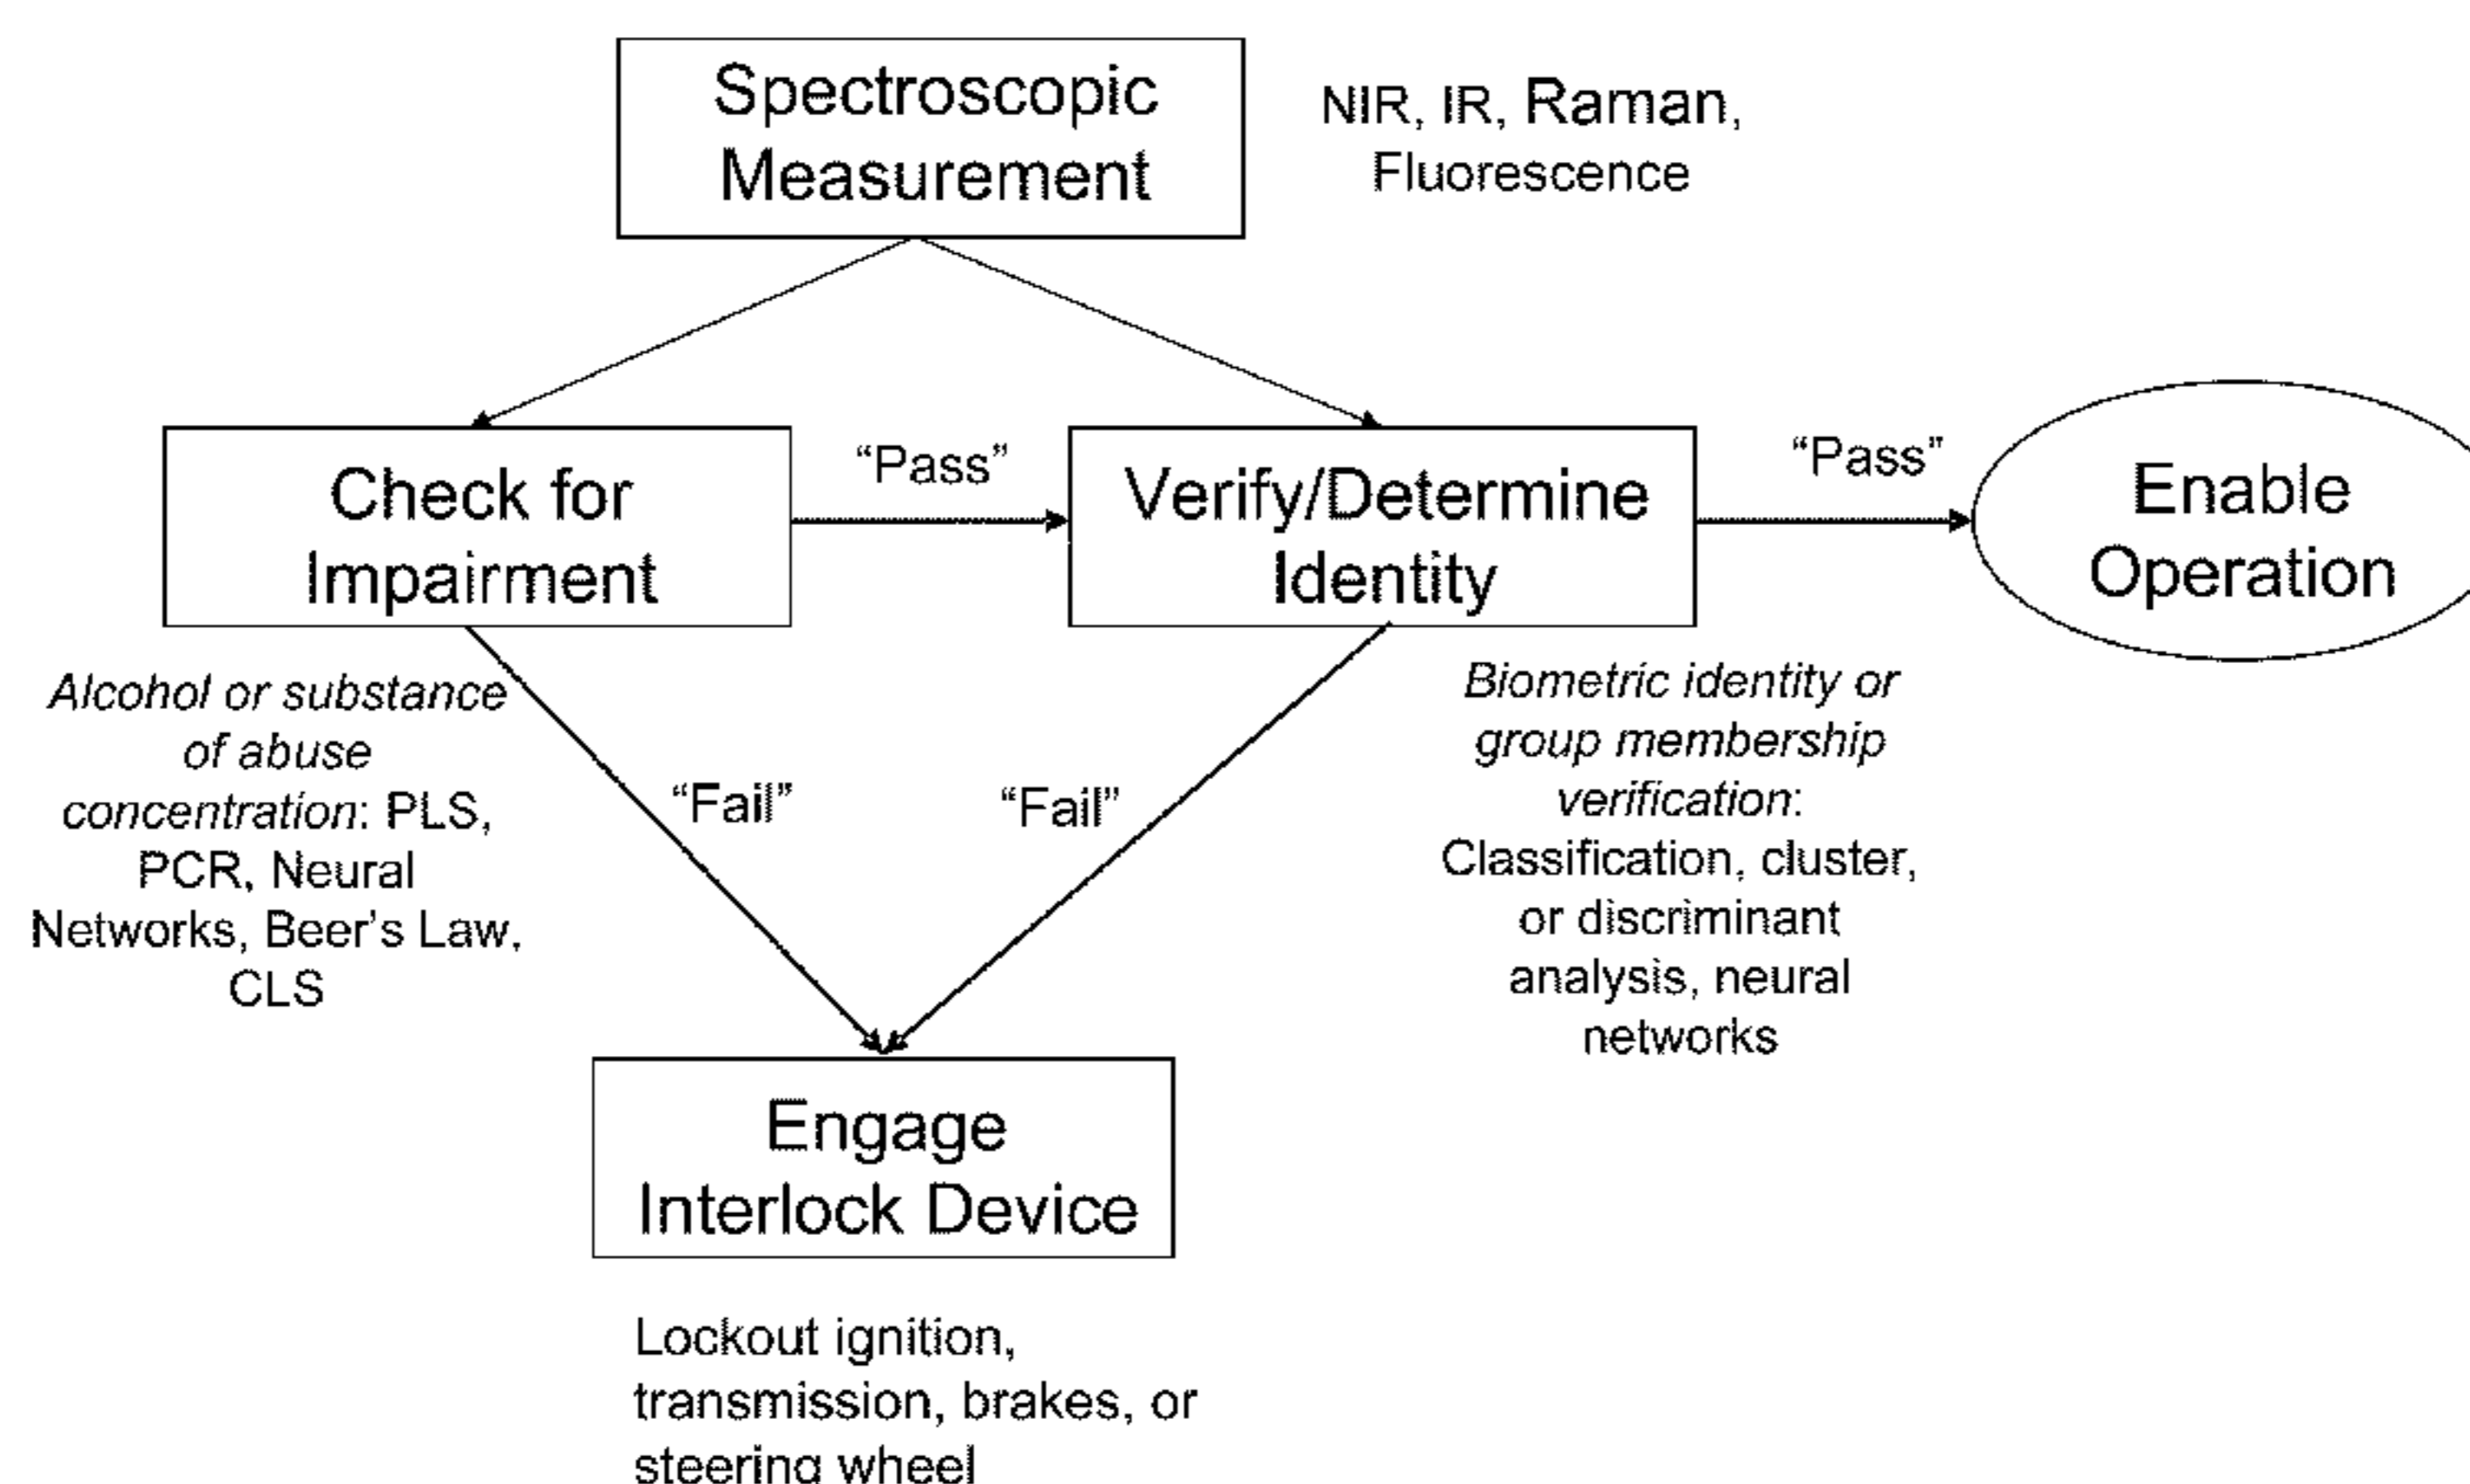 Spectroscopic
Measurement
NIR, IR, Raman,
Fluorescence
Check for
Impairment
“Pass”
Verify/Determine
Identity
“Pass”
Enable
Operation
Alcohol or substance
of abuse
concentration: PLS,
PCR, Neural
Networks, Beer’s Law,
CLS
“Fail”
“Fail”
Biometric identity or
group membership
verification:
Classification, cluster,
or discriminant
analysis, neural
networks
Engage
Interlock Device
Lockout ignition,
transmission, brakes, or
steering wheel